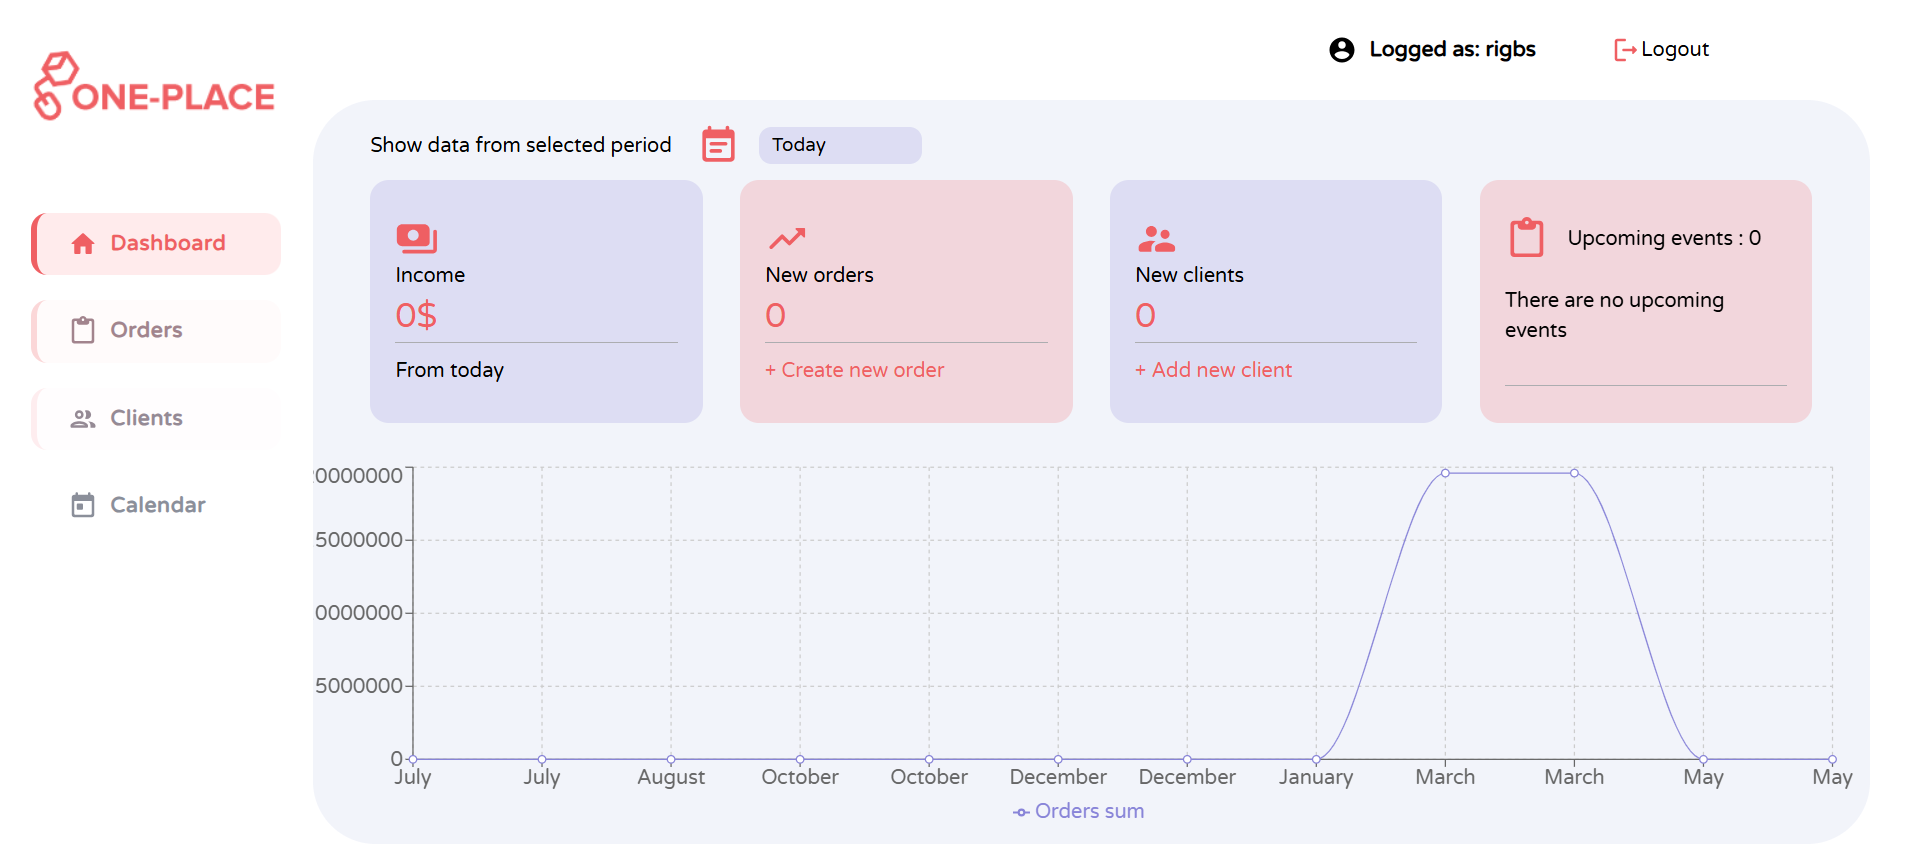 Logged as: rigbs
Logout
ONE-PLACE
Show data from selected period
Today
Dashboard
Orders
Clients
Calendar
Income
0$
From today
New orders
0
+ Create new order
New clients
0
+ Add new client
Upcoming events : 0
There are no upcoming
events
0000000
5000000
0000000
5000000
0
July
July
August
October
October
December
December
January
March
March
May
May
Orders sum